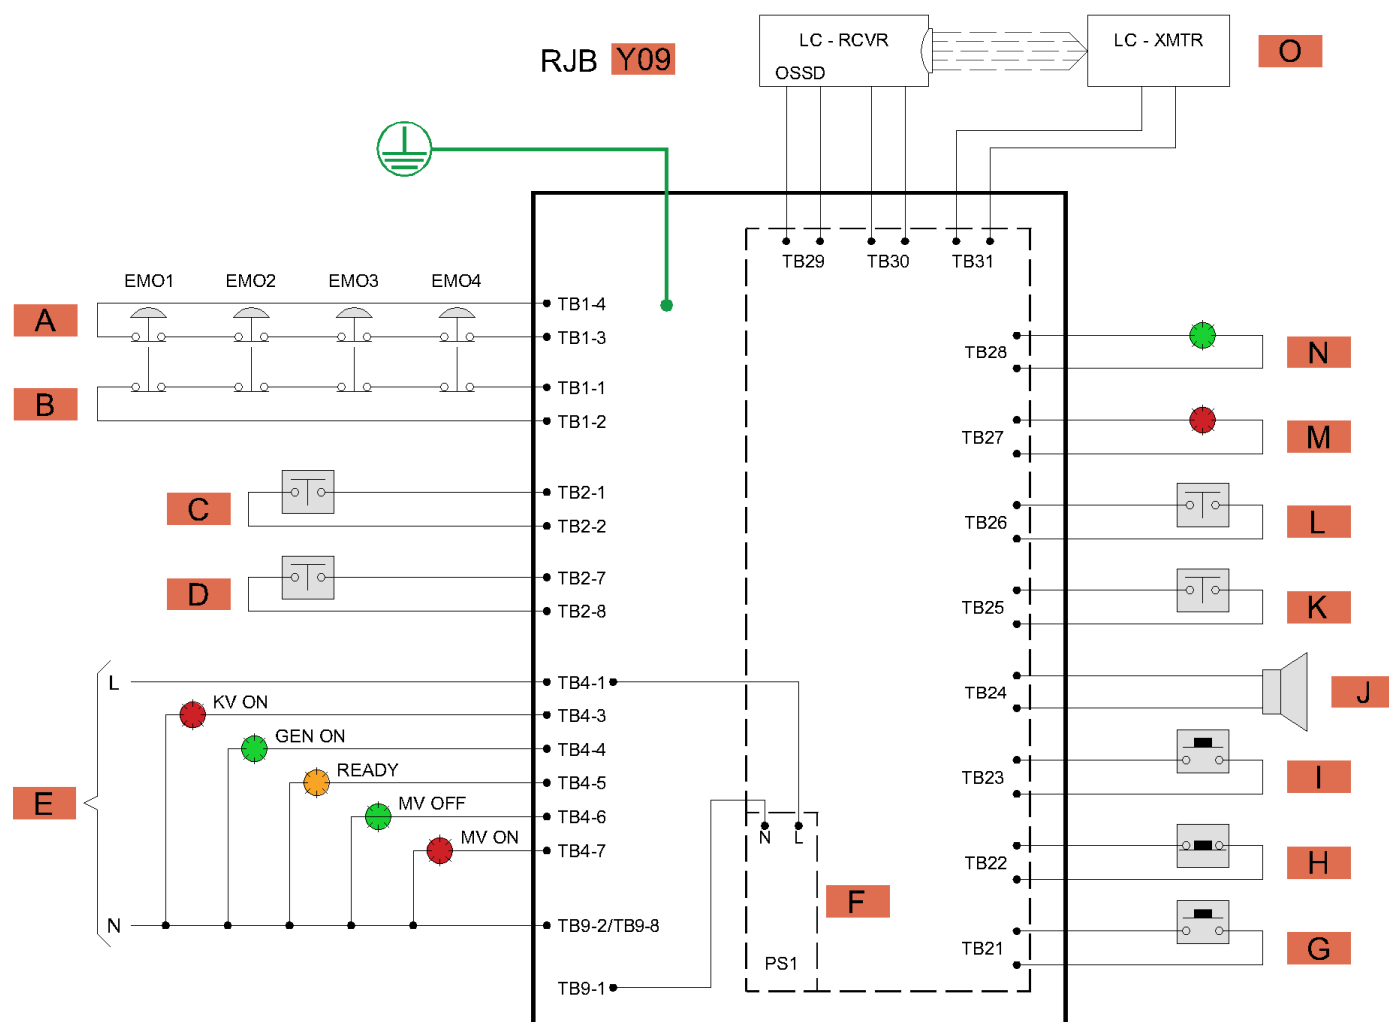 LC - RCVR
LC - XMTR
O
RJB Y09
OSSD
TB29 TB30 TB31
EMO1 EMO2 EMO3 EMO4
A
TB1-4
TB1-3
B
TB1-1
TB1-2
C
TB2-1
TB2-2
D
TB2-7
TB2-8
E
L
TB4-1
KV ON
TB4-3
GEN ON
TB4-4
READY
TB4-5
MV OFF
TB4-6
MV ON
TB4-7
N
TB9-2/TB9-8
TB9-1
N L
PS1
F
TB28
N
TB27
M
TB26
L
TB25
K
TB24
J
TB23
I
TB22
H
TB21
G